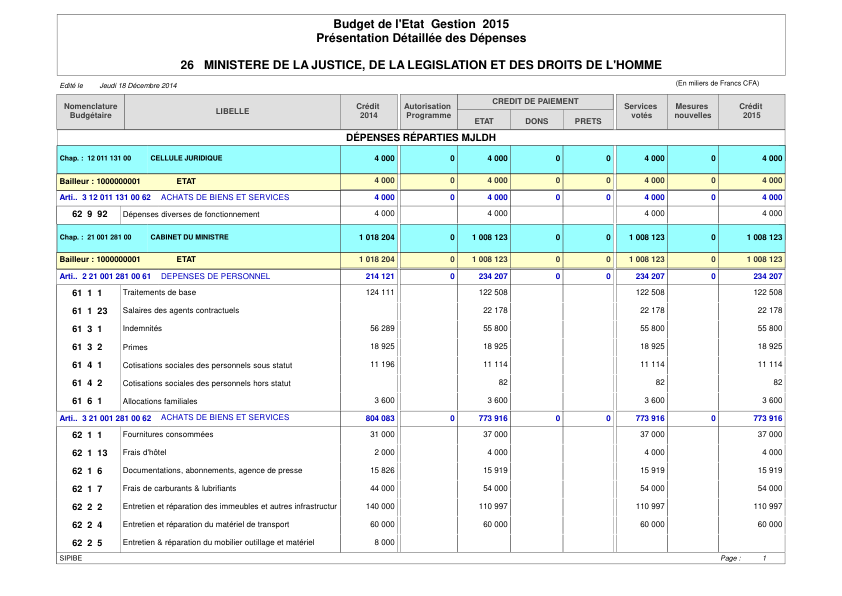 Budget de l'Etat Gestion 2015
Présentation Détaillée des Dépenses
26 MINISTERE DE LA JUSTICE, DE LA LEGISLATION ET DES DROITS DE L'HOMME
Edité le Jeudi 18 Décembre 2014 (En miliers de Francs CFA)
Nomenclature Budgétaire LIBELLE Crédit 2014 Autorisation Programme CREDIT DE PAIEMENT ETAT DONS PRETS Services votés Mesures nouvelles Crédit 2015
DÉPENSES RÉPARTIES MJLDH
Chap. : 12 011 131 00 CELLULE JURIDIQUE 4 000 0 4 000 0 0 4 000 0 4 000
Bailleur : 1000000001 ETAT 4 000 0 4 000 0 0 4 000 0 4 000
Arti.. 3 12 011 131 00 62 ACHATS DE BIENS ET SERVICES 4 000 0 4 000 0 0 4 000 0 4 000
62 9 92 Dépenses diverses de fonctionnement 4 000 4 000 4 000 4 000
Chap. : 21 001 281 00 CABINET DU MINISTRE 1 018 204 0 1 008 123 0 0 1 008 123 0 1 008 123
Bailleur : 1000000001 ETAT 1 018 204 0 1 008 123 0 0 1 008 123 0 1 008 123
Arti.. 2 21 001 281 00 61 DEPENSES DE PERSONNEL 214 121 0 234 207 0 0 234 207 0 234 207
61 1 1 Traitements de base 124 111 122 508 122 508 122 508
61 1 23 Salaires des agents contractuels 22 178 22 178 22 178
61 3 1 Indemnités 56 289 55 800 55 800 55 800
61 3 2 Primes 18 925 18 925 18 925 18 925
61 4 1 Cotisations sociales des personnels sous statut 11 196 11 114 11 114 11 114
61 4 2 Cotisations sociales des personnels hors statut 82 82 82
61 6 1 Allocations familiales 3 600 3 600 3 600 3 600
Arti.. 3 21 001 281 00 62 ACHATS DE BIENS ET SERVICES 804 083 0 773 916 0 0 773 916 0 773 916
62 1 1 Fournitures consommées 31 000 37 000 37 000 37 000
62 1 13 Frais d'hôtel 2 000 4 000 4 000 4 000
62 1 6 Documentations, abonnements, agence de presse 15 826 15 919 15 919 15 919
62 1 7 Frais de carburants & lubrifiants 44 000 54 000 54 000 54 000
62 2 2 Entretien et réparation des immeubles et autres infrastructur 140 000 110 997 110 997 110 997
62 2 4 Entretien et réparation du matériel de transport 60 000 60 000 60 000 60 000
62 2 5 Entretien & réparation du mobilier outillage et matériel 8 000
SIPIBE Page : 1